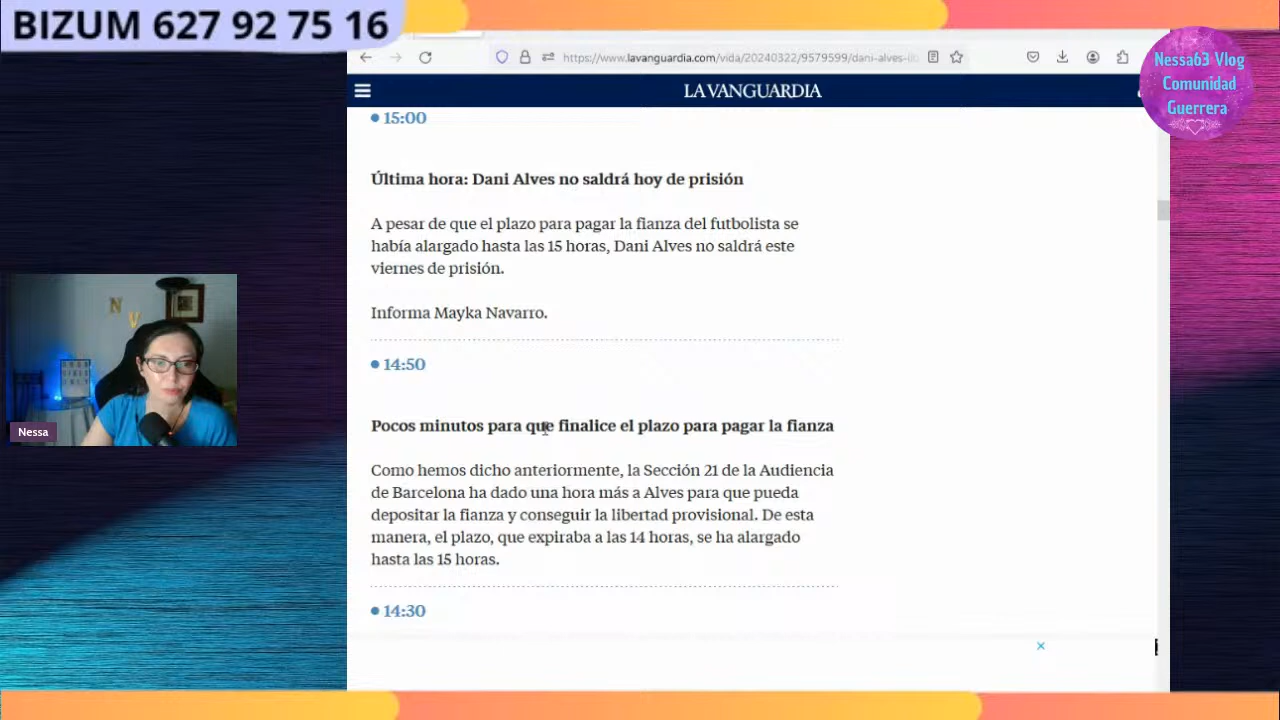 BIZUM 627 92 75 16
https://www.lavanguardia.com/vida/20240322/9579599/dani-alves-li
LA VANGUARDIA
Nessa63 Vlog
Comunidad
Guerrera
15:00
Última hora: Dani Alves no saldrá hoy de prisión
A pesar de que el plazo para pagar la fianza del futbolista se
había alargado hasta las 15 horas, Dani Alves no saldrá este
viernes de prisión.
Informa Mayka Navarro.
14:50
Pocos minutos para que finalice el plazo para pagar la fianza
Como hemos dicho anteriormente, la Sección 21 de la Audiencia
de Barcelona ha dado una hora más a Alves para que pueda
depositar la fianza y conseguir la libertad provisional. De esta
manera, el plazo, que expiraba a las 14 horas, se ha alargado
hasta las 15 horas.
14:30
N
V
Nessa